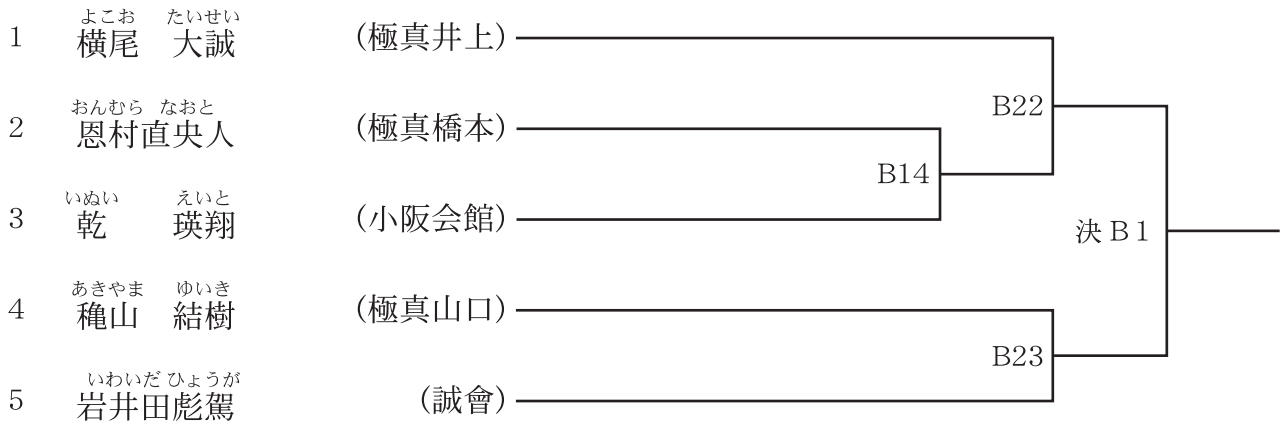 よこお たいせい
1 横尾 大誠 (極真井上)
B22
おんむら なおと
2 恩村直央人 (極真橋本)
B14
いぬい えいと
3 乾 瑛翔 (小阪会館)
決B1
あきやま ゆいき
4 穐山 結樹 (極真山口)
B23
いわいだ ひょうが
5 岩井田彪駕 (誠會)